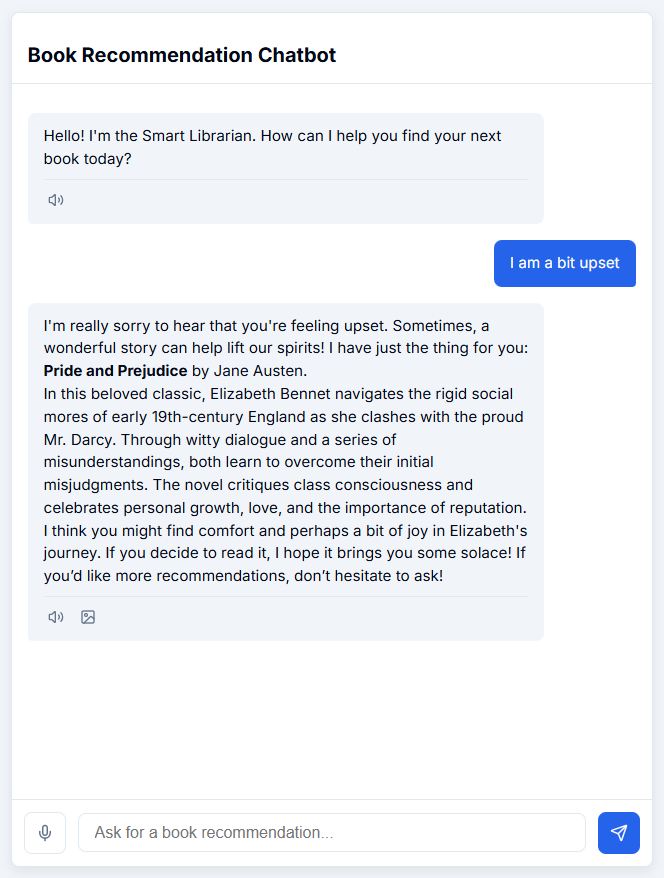 Book Recommendation Chatbot
Hello! I'm the Smart Librarian. How can I help you find your next
book today?
I am a bit upset
I'm really sorry to hear that you're feeling upset. Sometimes, a
wonderful story can help lift our spirits! I have just the thing for you:
Pride and Prejudice by Jane Austen.
In this beloved classic, Elizabeth Bennet navigates the rigid social
mores of early 19th-century England as she clashes with the proud
Mr. Darcy. Through witty dialogue and a series of
misunderstandings, both learn to overcome their initial
misjudgments. The novel critiques class consciousness and
celebrates personal growth, love, and the importance of reputation.
I think you might find comfort and perhaps a bit of joy in Elizabeth's
journey. If you decide to read it, I hope it brings you some solace! If
you’d like more recommendations, don’t hesitate to ask!
Ask for a book recommendation...